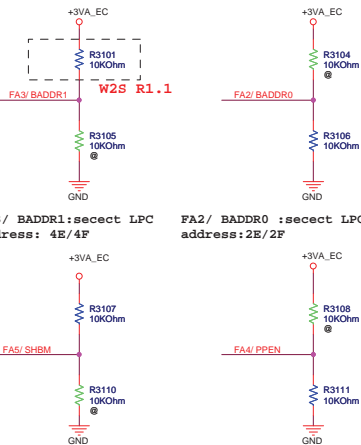 +3VA_EC
R3101
10KOhm
W2S R1.1
FA3/ BADDR1
R3105
10KOhm
@
GND
+3VA_EC
R3104
10KOhm
@
FA2/ BADDR0
R3106
10KOhm
GND
/ BADDR1:secect LPC
dress: 4E/4F
FA2/ BADDR0 :secect LPC
address:2E/2F
+3VA_EC
R3107
10KOhm
FA5/ SHBM
R3110
10KOhm
@
GND
+3VA_EC
R3108
10KOhm
@
FA4/ PPEN
R3111
10KOhm
GND